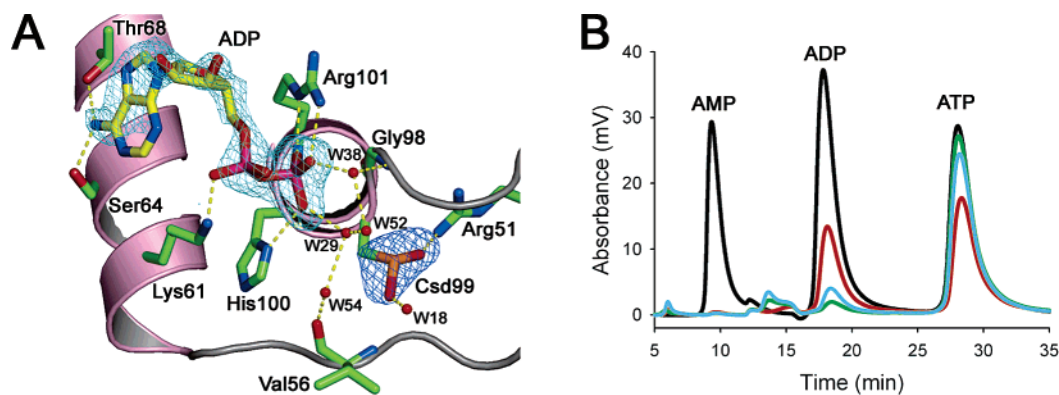 A
Thr68
ADP
Arg101
Gly98
W38
Ser64
W52
Arg51
W29
Lys61
His100
Csd99
W54
W18
Val56
B
Absorbance (mV)
40
30
20
10
0
AMP
ADP
ATP
5 10 15 20 25 30 35
Time (min)